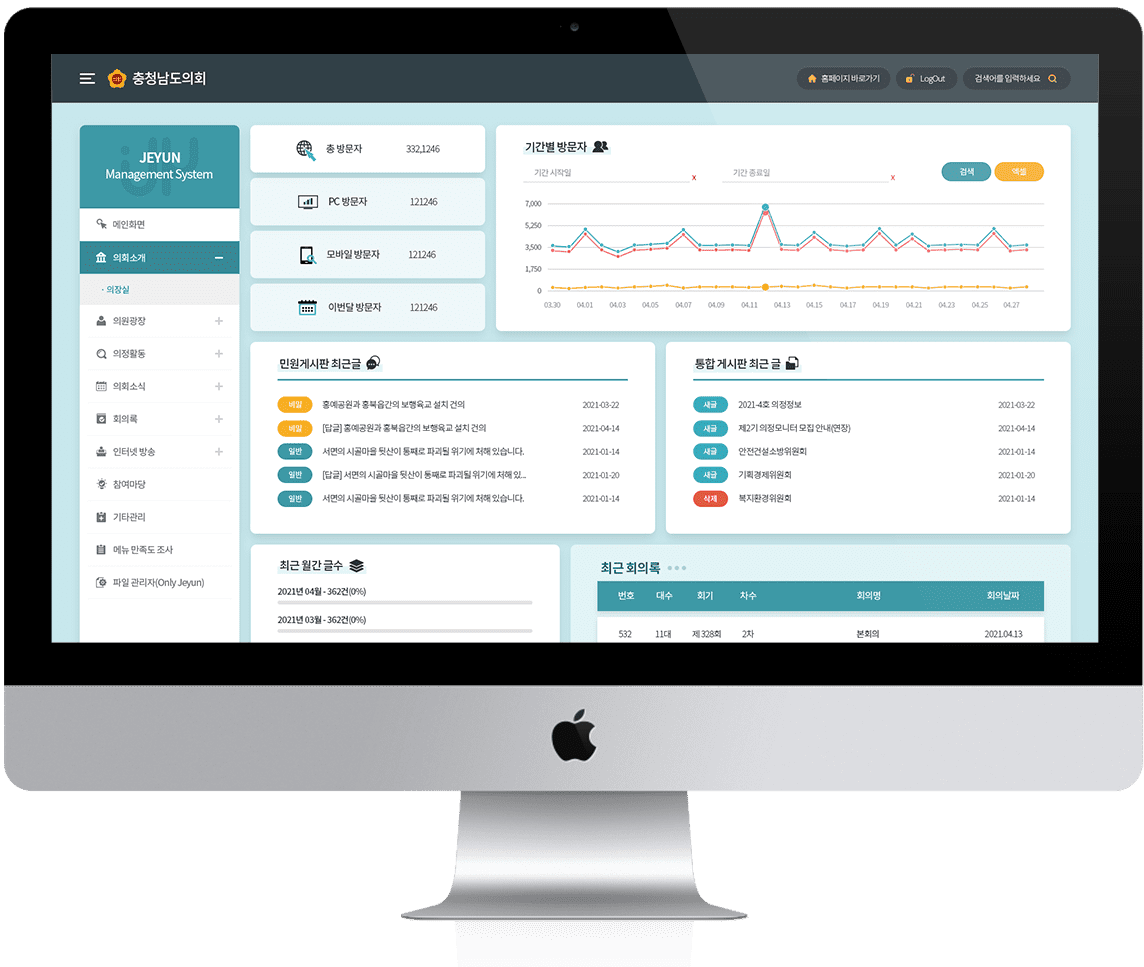 충청남도의회
홈페이지 바로가기
LogOut
검색어를 입력하세요
JEYUN
Management System
메인화면
의회소개
· 의장실
의원광장
의정활동
의회소식
회의록
인터넷 방송
참여마당
기타관리
메뉴 만족도 조사
파일 관리자(Only Jeyun)
총 방문자 332,1246
PC 방문자 121246
모바일 방문자 121246
이번달 방문자 121246
기간별 방문자
기간 시작일 x
기간 종료일 x
검색
엑셀
7,000
5,250
3,500
1,750
0
03.30 04.01 04.03 04.05 04.07 04.09 04.11 04.13 04.15 04.17 04.19 04.21 04.23 04.25 04.27
민원게시판 최근글
비밀 홍예공원과 홍북읍간의 보행육교 설치 건의 2021-03-22
비밀 [답글] 홍예공원과 홍북읍간의 보행육교 설치 건의 2021-04-14
일반 서면의 시골마을 뒷산이 통째로 파괴될 위기에 처해 있습니다. 2021-01-14
일반 [답글] 서면의 시골마을 뒷산이 통째로 파괴될 위기에 처해 있... 2021-01-20
일반 서면의 시골마을 뒷산이 통째로 파괴될 위기에 처해 있습니다. 2021-01-14
통합 게시판 최근 글
새글 2021-4호 의정정보 2021-03-22
새글 제2기 의정모니터 모집 안내(연장) 2021-04-14
새글 안전건설소방위원회 2021-01-14
새글 기획경제위원회 2021-01-20
삭제 복지환경위원회 2021-01-14
최근 월간 글수
2021년 04월 - 362건(0%)
2021년 03월 - 362건(0%)
최근 회의록
번호 대수 회기 차수 회의명 회의날짜
532 11대 제 328회 2차 본회의 2021.04.13